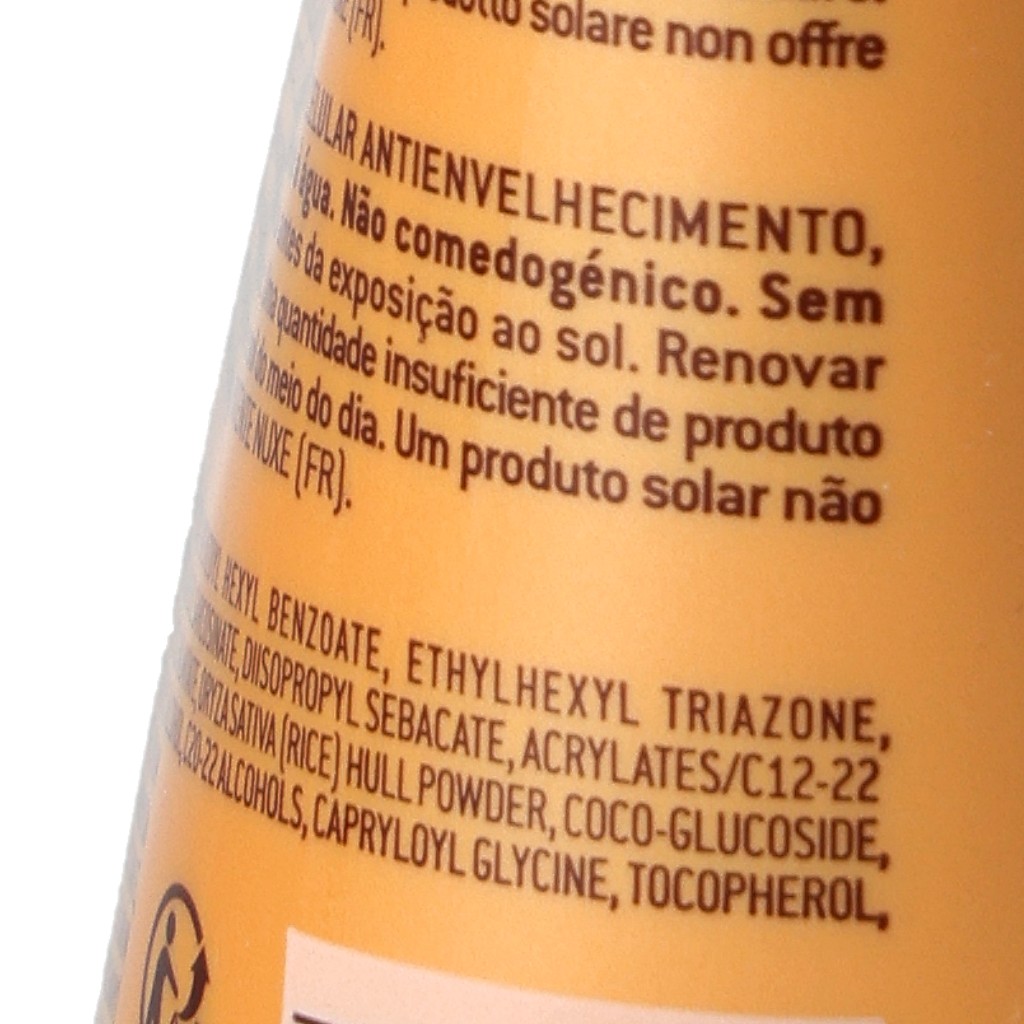 solare non offre
(FR).
ANTIENVELHECIMENTO,
água. Não comedogénico. Sem
da exposição ao sol. Renovar
quantidade insuficiente de produto
meio do dia. Um produto solar não
NUXE (FR).
HEXYL BENZOATE, ETHYLHEXYL TRIAZONE,
DIISOPROPYL SEBACATE, ACRYLATES/C12-22
ORYZA SATIVA (RICE) HULL POWDER, COCO-GLUCOSIDE,
C20-22 ALCOHOLS, CAPRYLOYL GLYCINE, TOCOPHEROL,